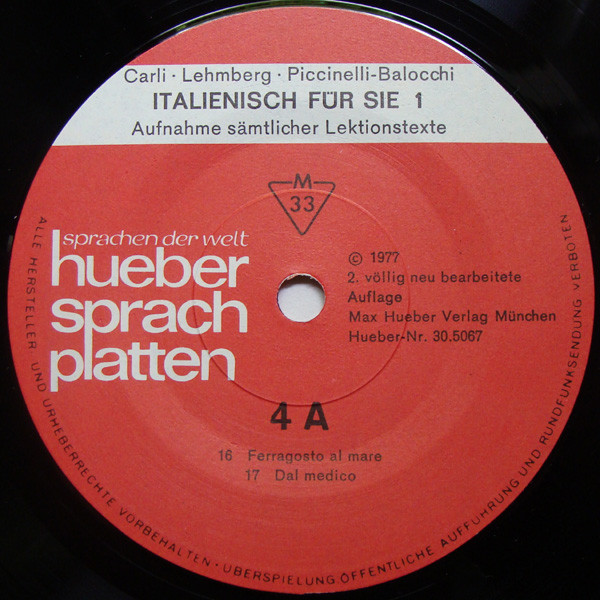 Carli · Lehmberg · Piccinelli-Balocchi
ITALIENISCH FÜR SIE 1
Aufnahme sämtlicher Lektionstexte
M
33
sprachen der welt
hueber
sprach
platten
© 1977
2. völlig neu bearbeitete
Auflage
Max Hueber Verlag München
Hueber-Nr. 30.5067
4 A
16 Ferragosto al mare
17 Dal medico
ALLE HERSTELLER UND URHEBERRECHTE VORBEHALTEN · ÜBERSPIELUNG, ÖFFENTLICHE AUFFÜHRUNG UND RUNDFUNKSENDUNG VERBOTEN